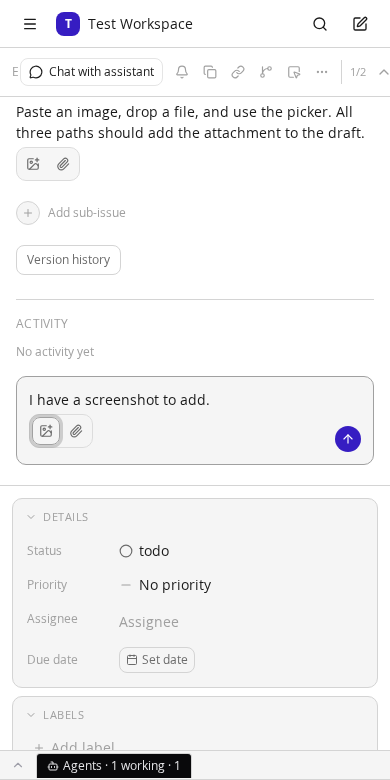 T Test Workspace
E Chat with assistant 1/2
Paste an image, drop a file, and use the picker. All
three paths should add the attachment to the draft.
Add sub-issue
Version history
ACTIVITY
No activity yet
I have a screenshot to add.
DETAILS
Status todo
Priority No priority
Assignee Assignee
Due date Set date
LABELS
Add label
Agents · 1 working · 1